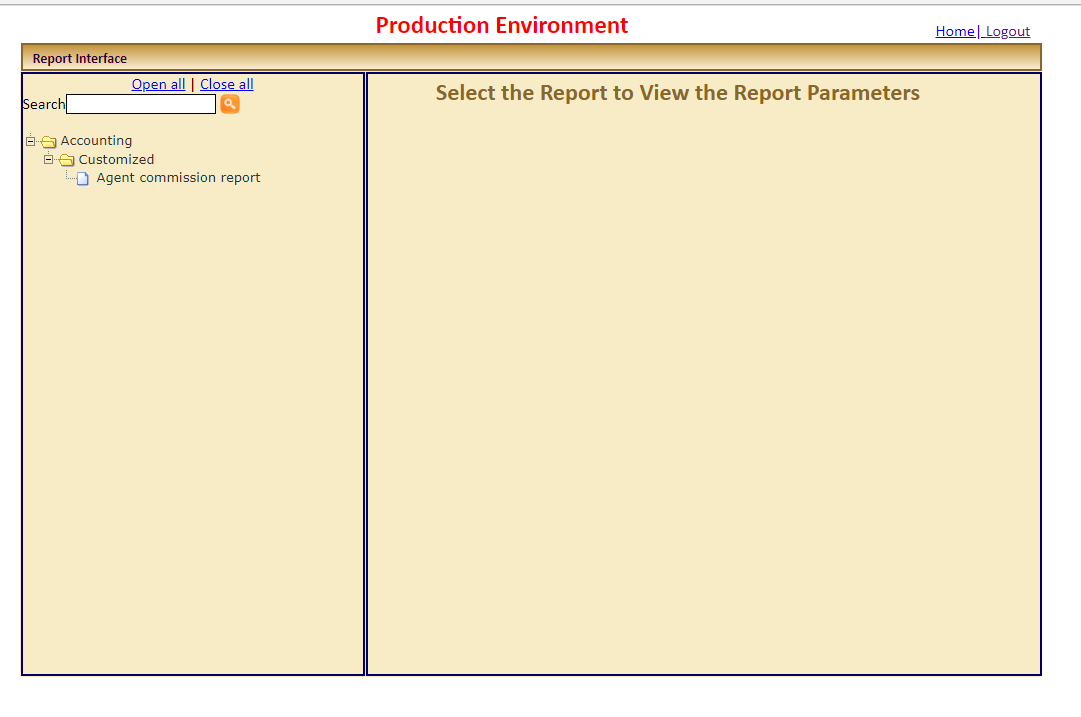 Production Environment
Home| Logout
Report Interface
Open all | Close all
Search
Accounting
Customized
Agent commission report
Select the Report to View the Report Parameters